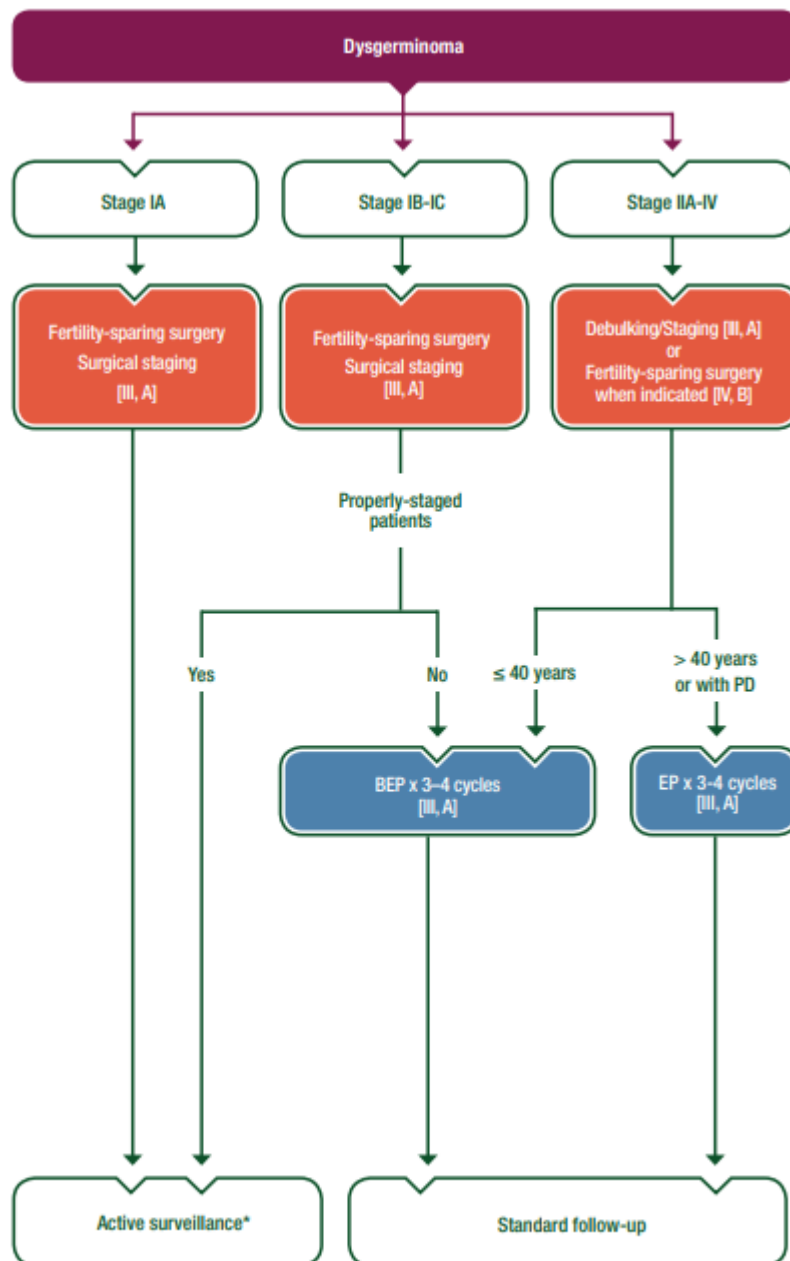 Dysgerminoma
Stage IA
Stage IB-IC
Stage IIA-IV
Fertility-sparing surgery
Surgical staging
[III, A]
Fertility-sparing surgery
Surgical staging
[III, A]
Debulking/Staging [III, A]
or
Fertility-sparing surgery
when indicated [IV, B]
Properly-staged
patients
Yes
No
≤ 40 years
> 40 years
or with PD
BEP x 3–4 cycles
[III, A]
EP x 3-4 cycles
[III, A]
Active surveillance*
Standard follow-up